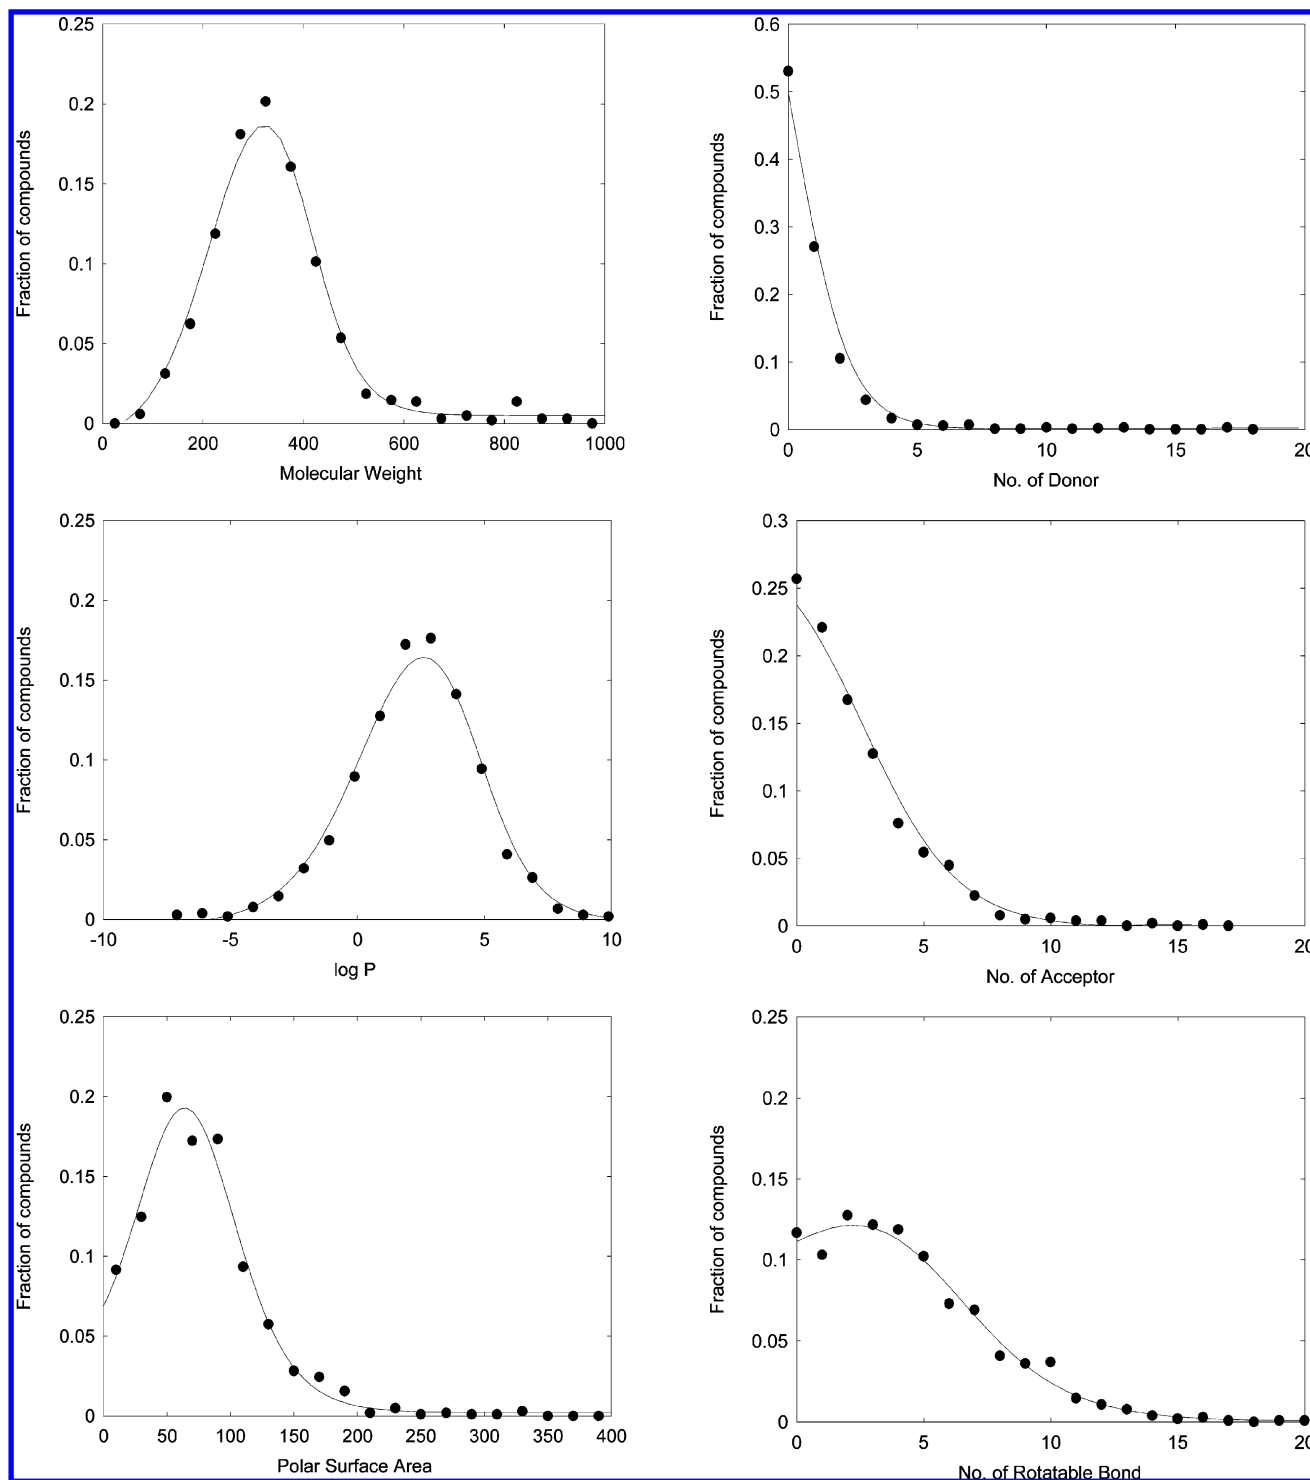 0.25
0.2
0.15
0.1
0.05
0
0 200 400 600 800 1000
Fraction of compounds
Molecular Weight
0.6
0.5
0.4
0.3
0.2
0.1
0
0 5 10 15 20
Fraction of compounds
No. of Donor
0.25
0.2
0.15
0.1
0.05
0
-10 -5 0 5 10
Fraction of compounds
log P
0.3
0.25
0.2
0.15
0.1
0.05
0
0 5 10 15 20
Fraction of compounds
No. of Acceptor
0.25
0.2
0.15
0.1
0.05
0
0 50 100 150 200 250 300 350 400
Fraction of compounds
Polar Surface Area
0.25
0.2
0.15
0.1
0.05
0
0 5 10 15 20
Fraction of compounds
No. of Rotatable Bond